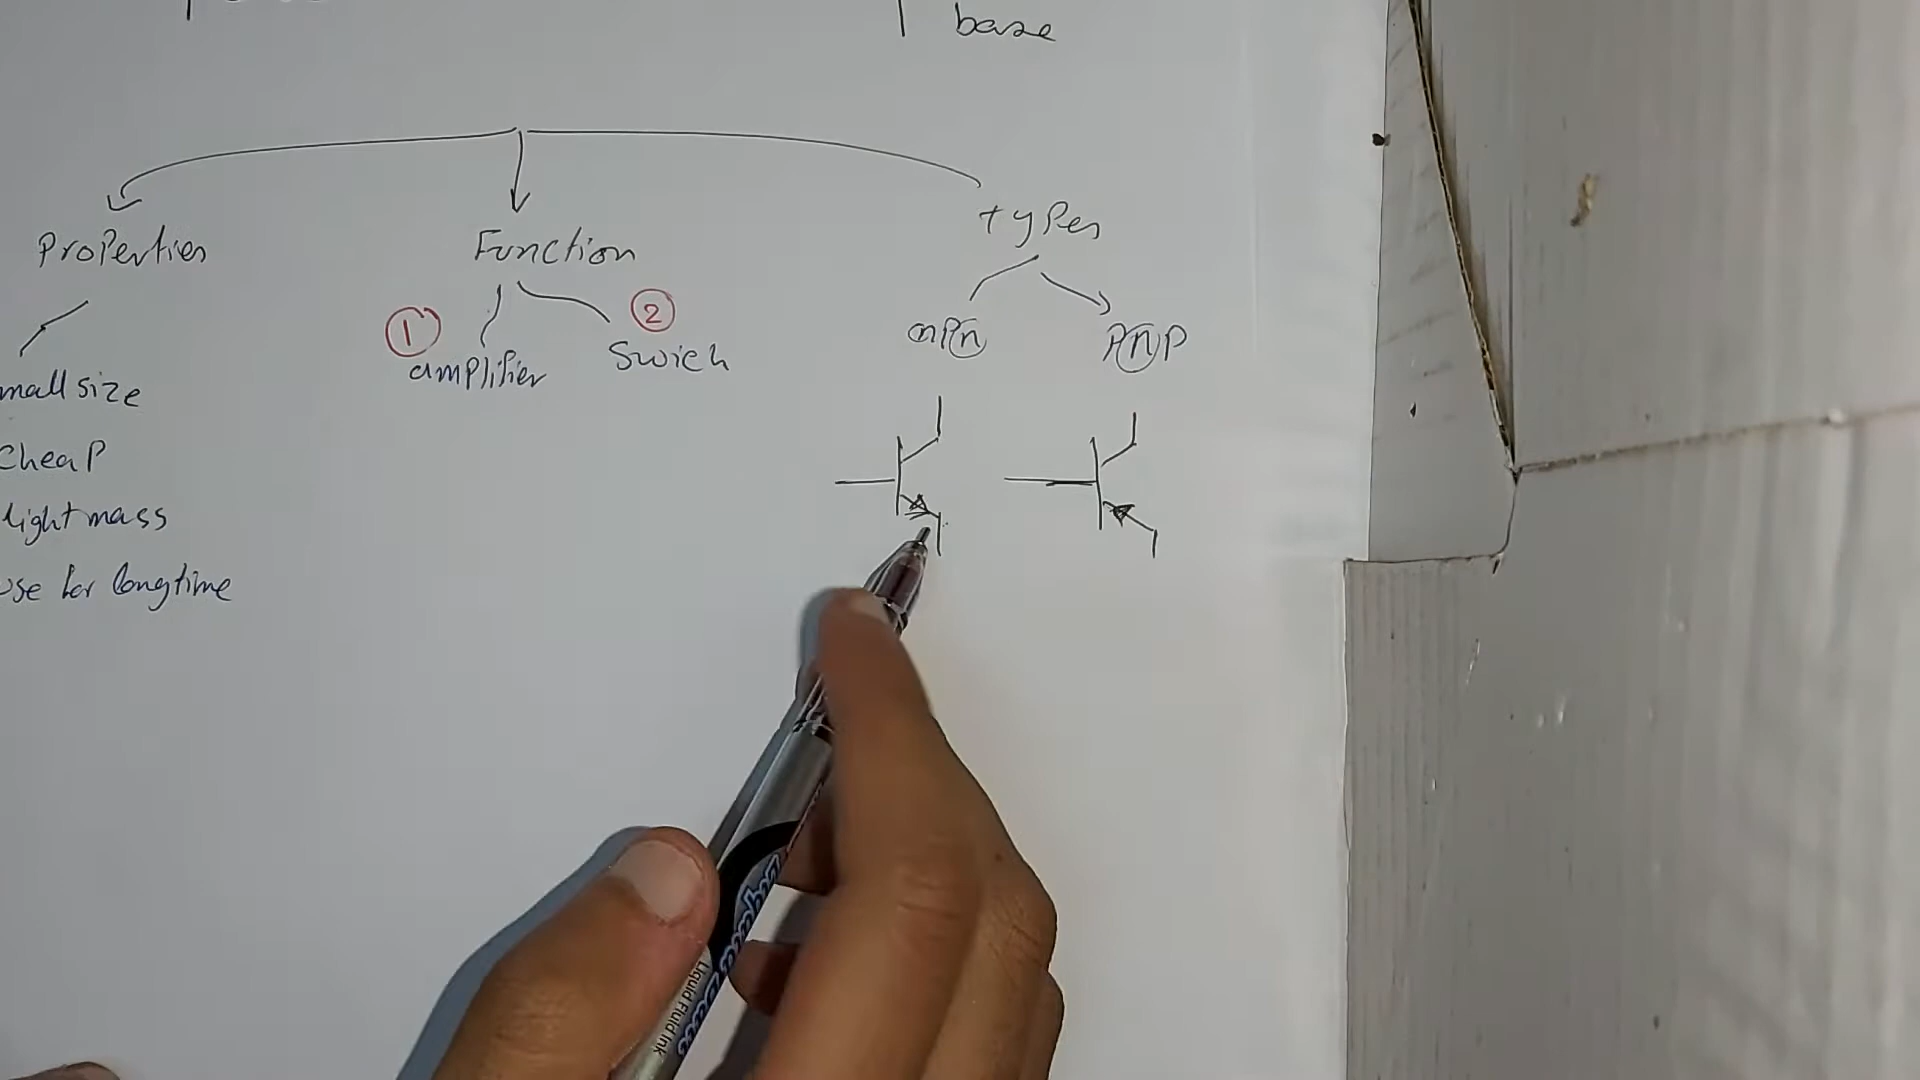 base
Properties
Function
types
1
2
npn
PnP
amplifier
Swich
mall size
Cheap
light mass
use for longtime
Liquid Fluid Ink